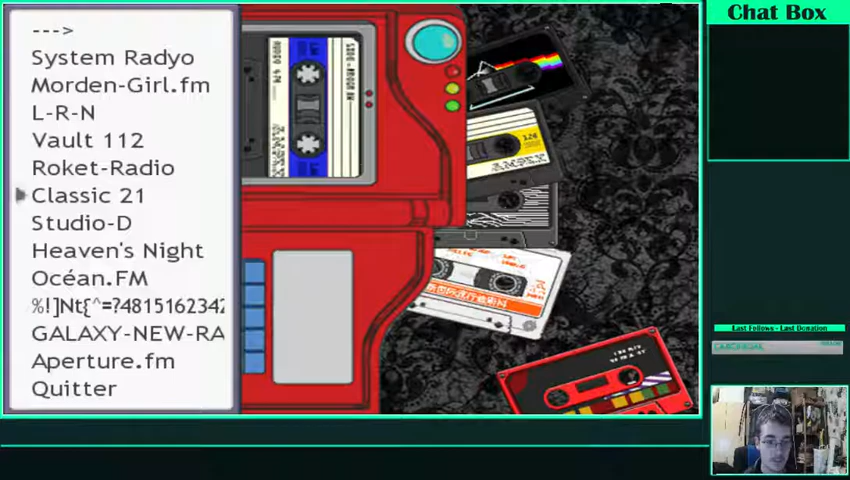 --->
System Radyo
Morden-Girl.fm
L-R-N
Vault 112
Roket-Radio
Classic 21
Studio-D
Heaven's Night
Océan.FM
%!]Nt{^=?4815162342
GALAXY-NEW-RA
Aperture.fm
Quitter
AMPEX
Chat Box
Last Follows - Last Donation